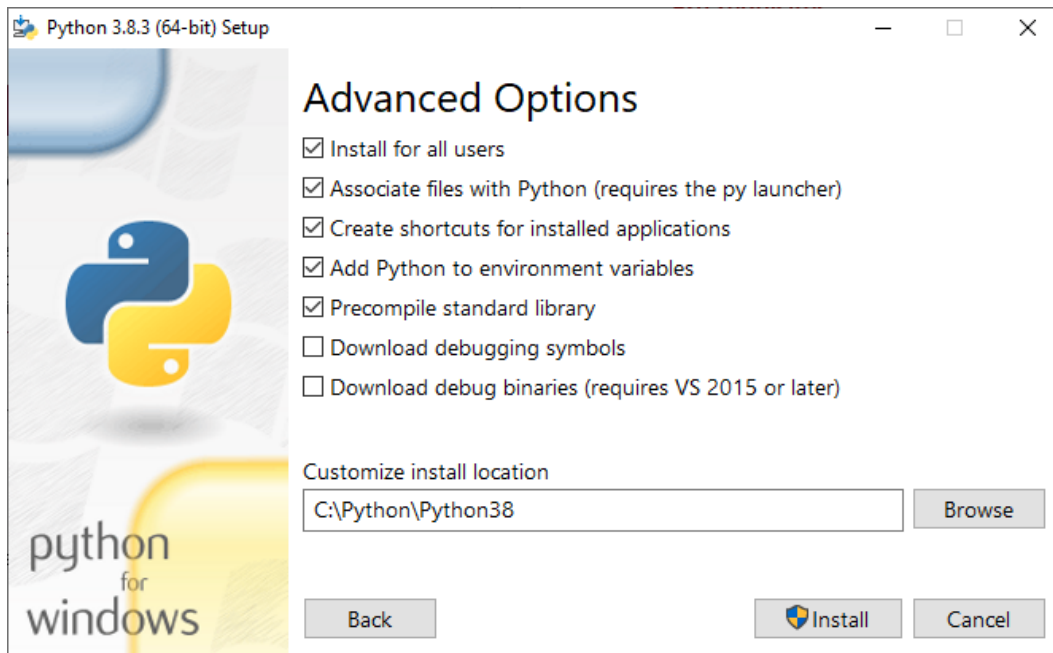 Python 3.8.3 (64-bit) Setup
Advanced Options
Install for all users
Associate files with Python (requires the py launcher)
Create shortcuts for installed applications
Add Python to environment variables
Precompile standard library
Download debugging symbols
Download debug binaries (requires VS 2015 or later)
Customize install location
C:\Python\Python38
Browse
python
for
windows
Back
Install
Cancel